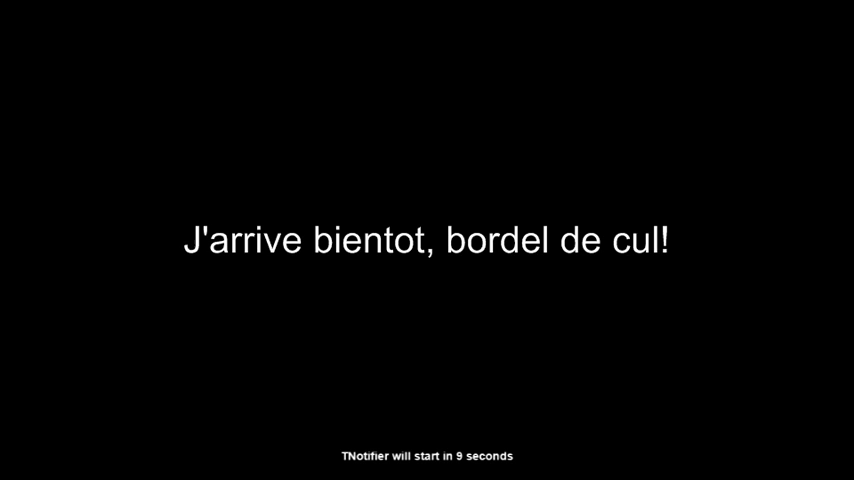 J'arrive bientot, bordel de cul!
TNotifier will start in 9 seconds